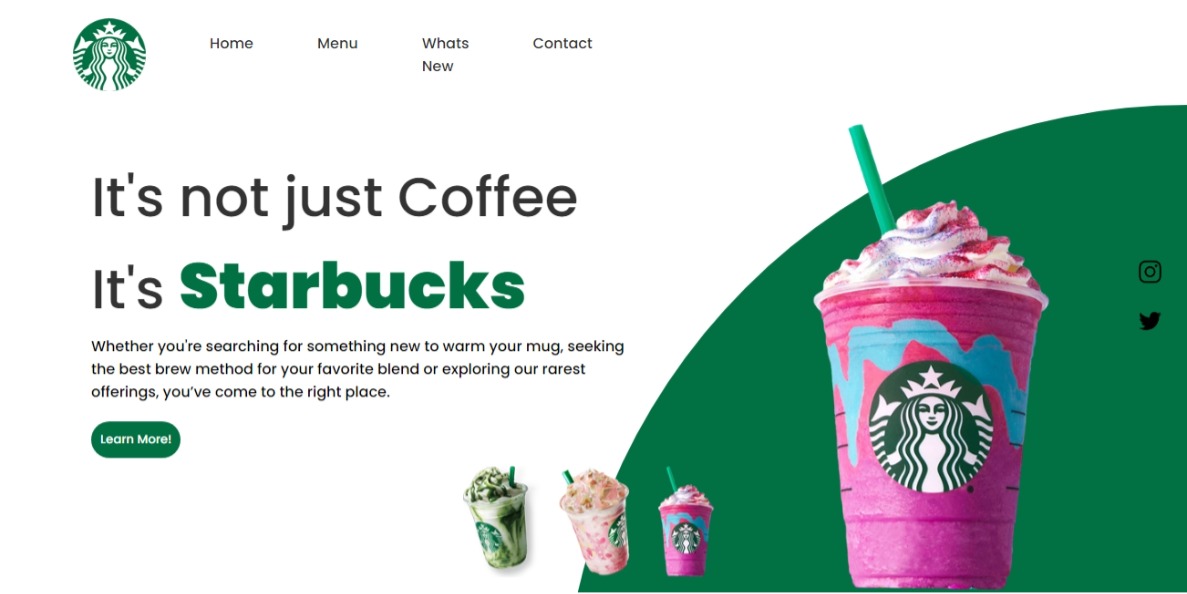 Home Menu Whats Contact
New
It's not just Coffee
It's Starbucks
Whether you're searching for something new to warm your mug, seeking
the best brew method for your favorite blend or exploring our rarest
offerings, you’ve come to the right place.
Learn More!